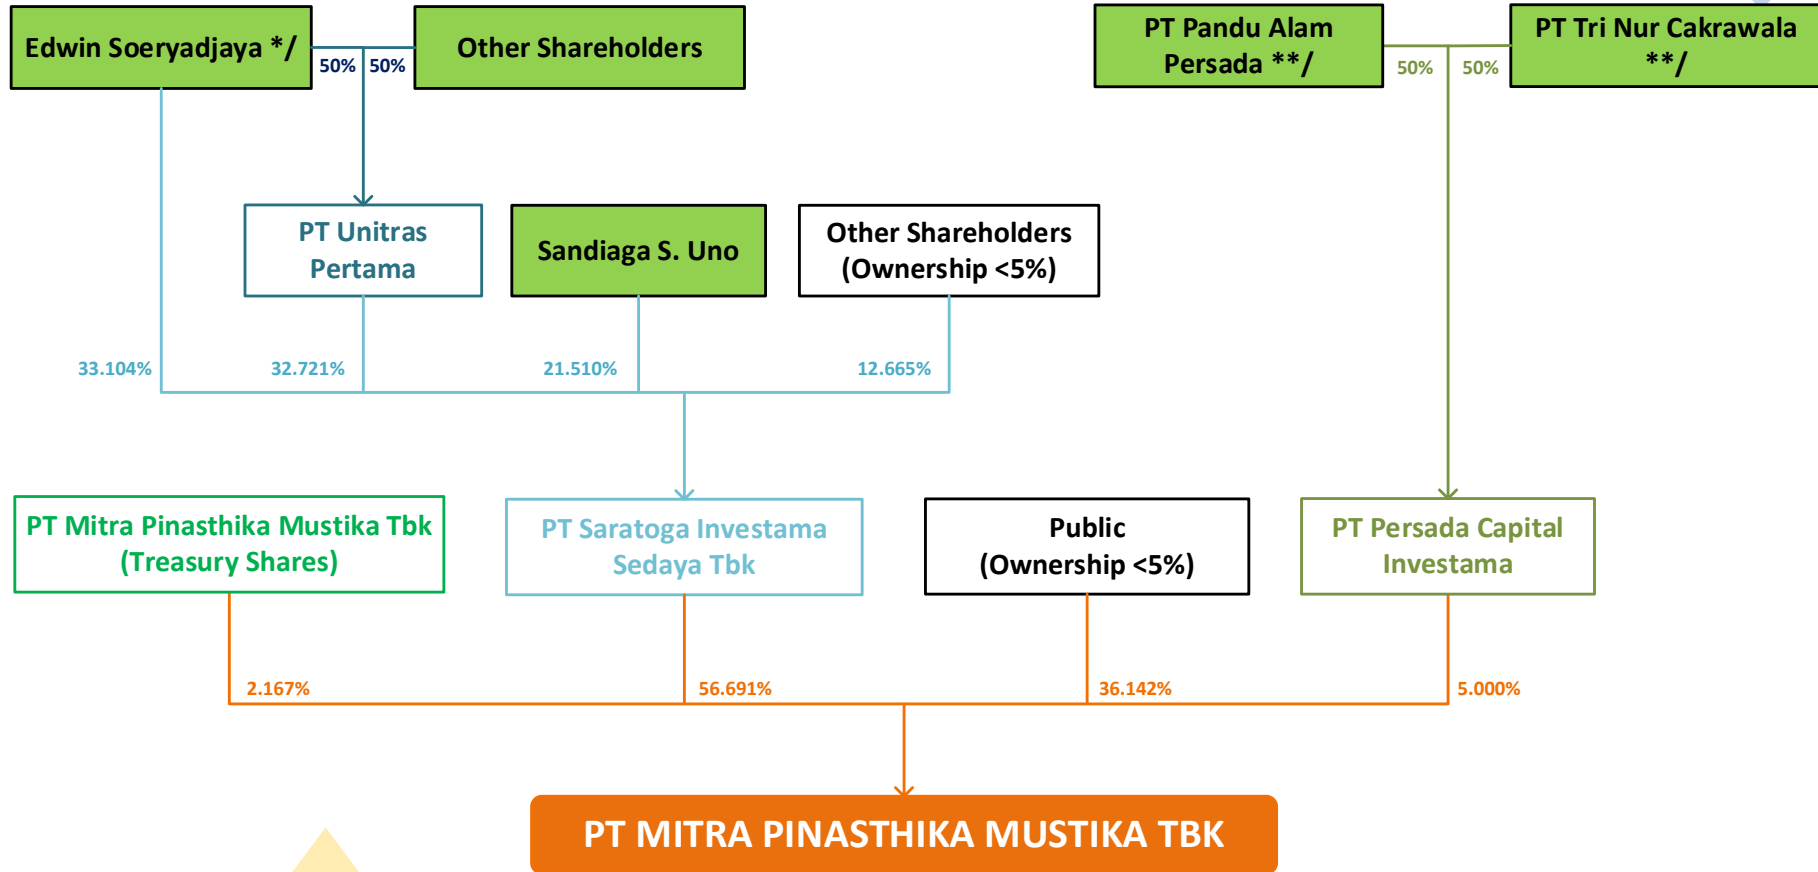 Edwin Soeryadjaya */
50%
50%
Other Shareholders
PT Pandu Alam
Persada **/
50%
50%
PT Tri Nur Cakrawala
**/
PT Unitras
Pertama
Sandiaga S. Uno
Other Shareholders
(Ownership <5%)
33.104%
32.721%
21.510%
12.665%
PT Mitra Pinasthika Mustika Tbk
(Treasury Shares)
PT Saratoga Investama
Sedaya Tbk
Public
(Ownership <5%)
PT Persada Capital
Investama
2.167%
56.691%
36.142%
5.000%
PT MITRA PINASTHIKA MUSTIKA TBK